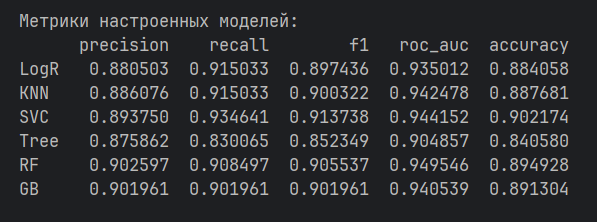 Метрики настроенных моделей:
precision recall f1 roc_auc accuracy
LogR 0.880503 0.915033 0.897436 0.935012 0.884058
KNN 0.886076 0.915033 0.900322 0.942478 0.887681
SVC 0.893750 0.934641 0.913738 0.944152 0.902174
Tree 0.875862 0.830065 0.852349 0.904857 0.840580
RF 0.902597 0.908497 0.905537 0.949546 0.894928
GB 0.901961 0.901961 0.901961 0.940539 0.891304